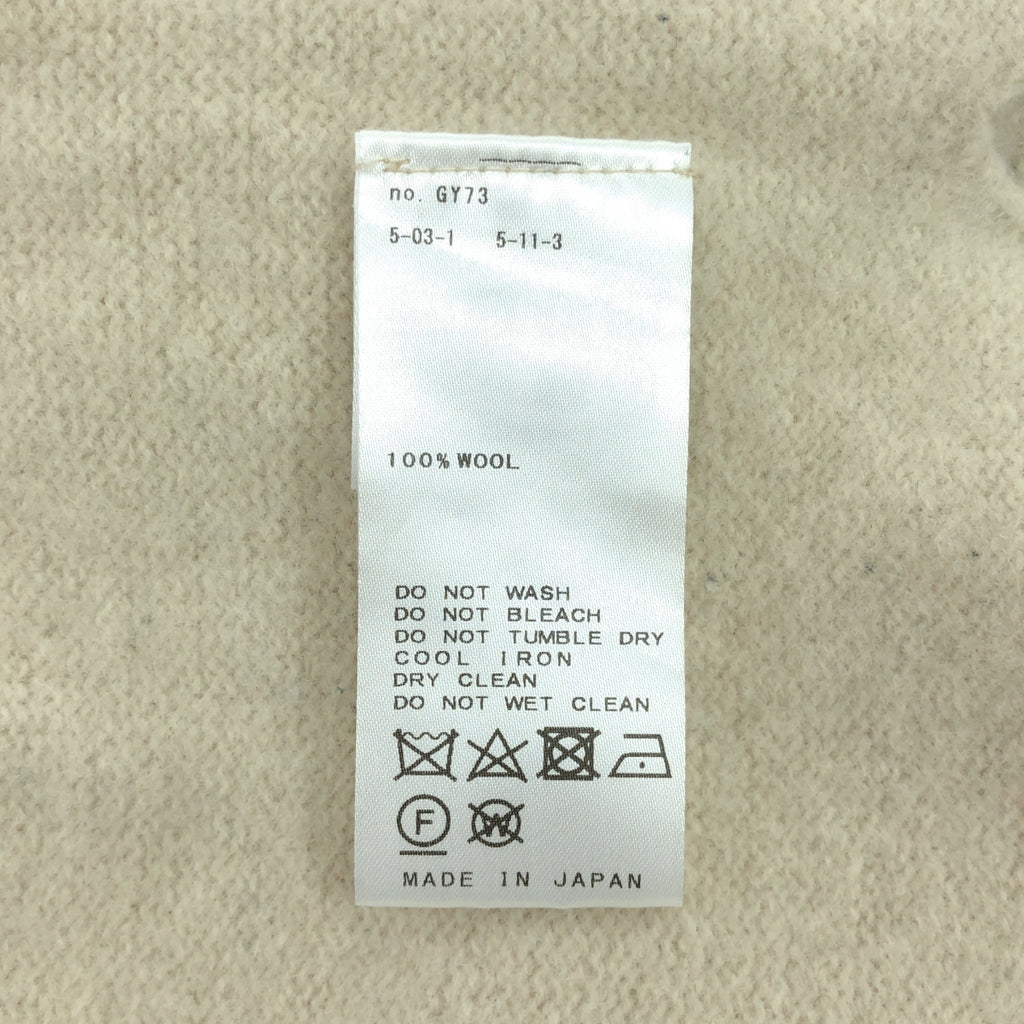 no. GY73
5-03-1 5-11-3
100% WOOL
DO NOT WASH
DO NOT BLEACH
DO NOT TUMBLE DRY
COOL IRON
DRY CLEAN
DO NOT WET CLEAN
F W
MADE IN JAPAN